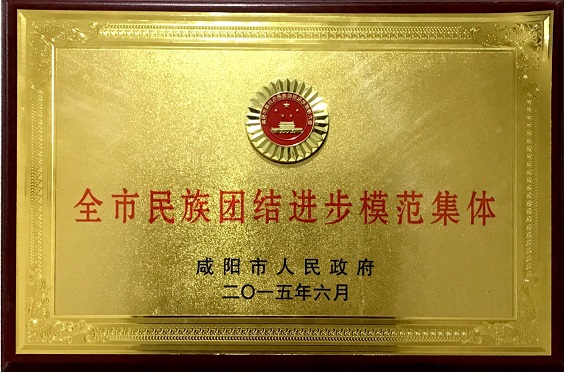 全市民族团结进步模范集体
咸阳市人民政府
二〇一五年六月